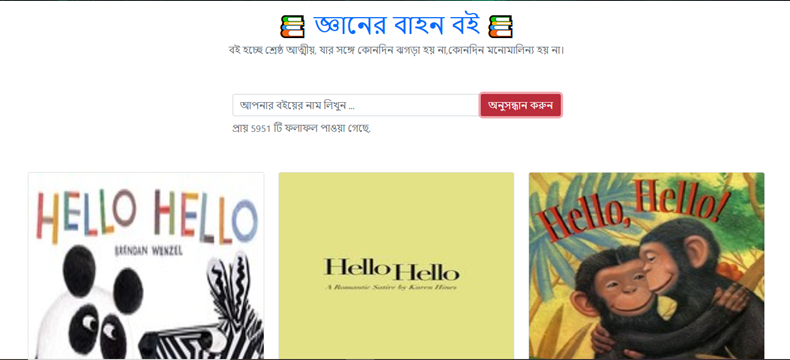 জ্ঞানের বাহন বই
বই হচ্ছে শ্রেষ্ঠ আত্মীয়, যার সঙ্গে কোনদিন ঝগড়া হয় না,কোনদিন মনোমালিন্য হয় না।
আপনার বইয়ের নাম লিখুন ...
অনুসন্ধান করুন
প্রায় 5951 টি ফলাফল পাওয়া গেছে.
HELLO HELLO
BRENDAN WENZEL
Hello Hello
A Romantic Satire by Karen Hines
Hello, Hello!